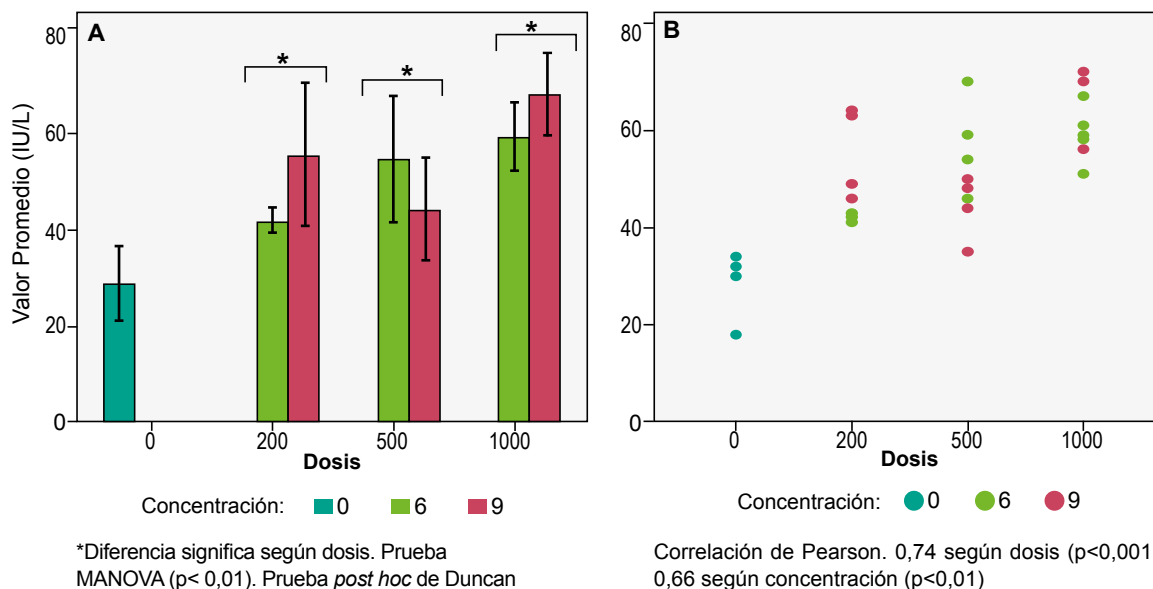 A
Valor Promedio (IU/L)
80
60
40
20
0
*
*
*
0 200 500 1000
Dosis
Concentración: 0 6 9
*Diferencia significa según dosis. Prueba
MANOVA (p< 0,01). Prueba post hoc de Duncan
B
80
60
40
20
0
0 200 500 1000
Dosis
Concentración: 0 6 9
Correlación de Pearson. 0,74 según dosis (p<0,001
0,66 según concentración (p<0,01)